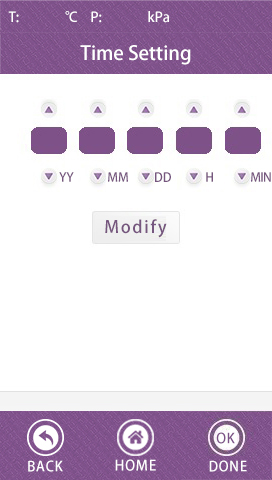 T: ℃ P: kPa
Time Setting
YY MM DD H MIN
Modify
OK
BACK HOME DONE